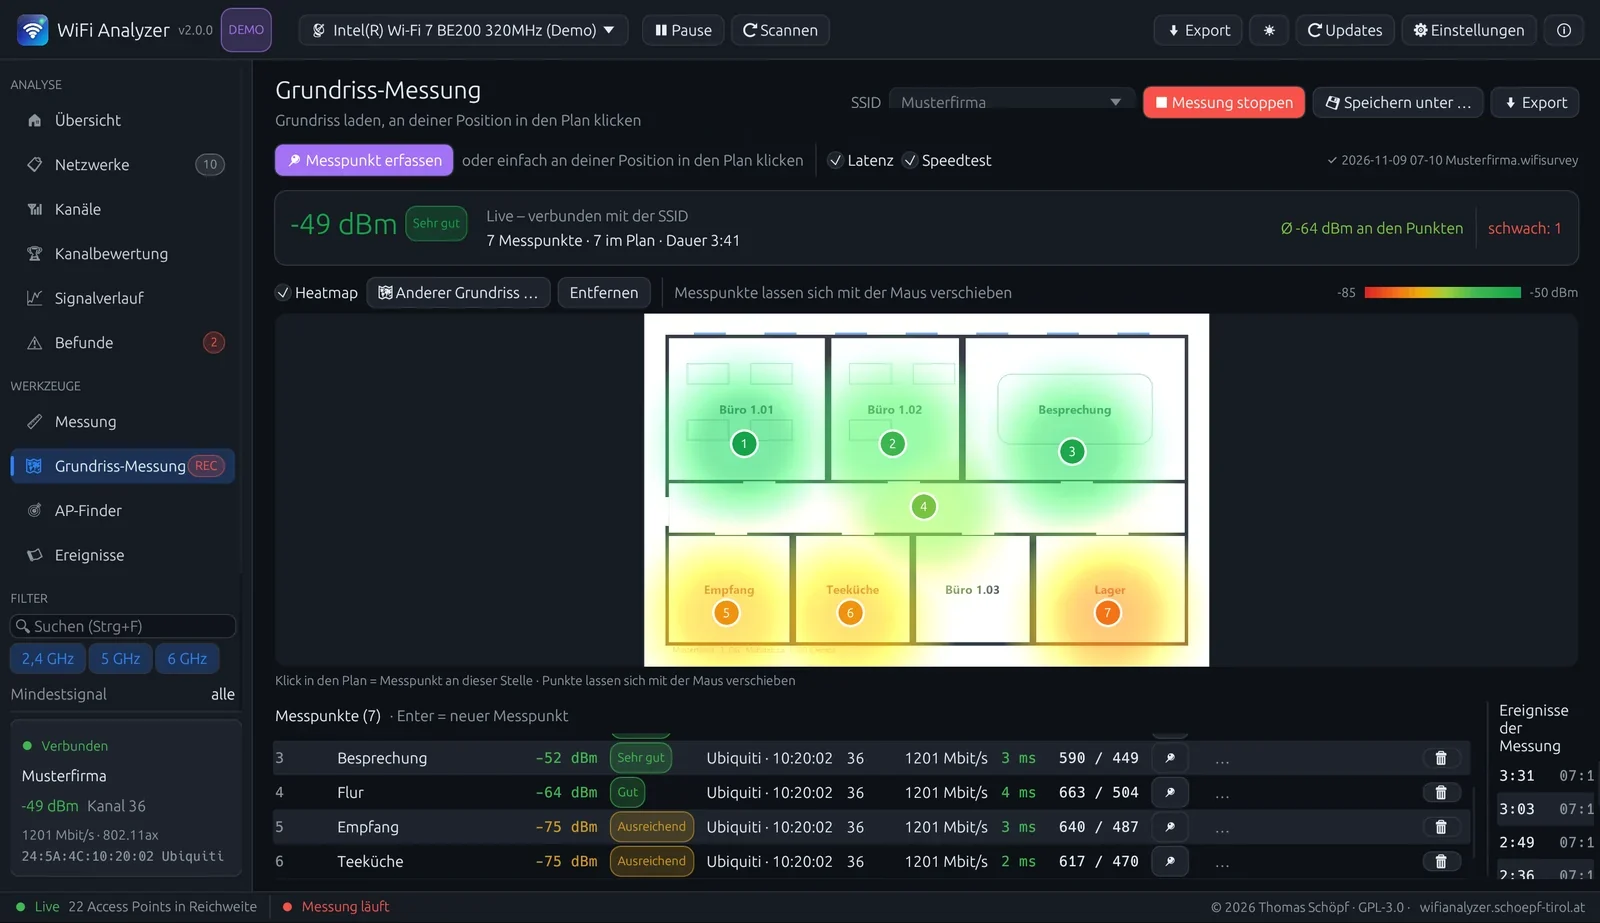 WiFi Analyzer v2.0.0 DEMO
Intel(R) Wi-Fi 7 BE200 320MHz (Demo)
Pause
Scannen
Export
Updates
Einstellungen
ANALYSE
Übersicht
Netzwerke 10
Kanäle
Kanalbewertung
Signalverlauf
Befunde 2
WERKZEUGE
Messung
Grundriss-Messung REC
AP-Finder
Ereignisse
FILTER
Suchen (Strg+F)
2,4 GHz 5 GHz 6 GHz
Mindestsignal alle
Verbunden
Musterfirma
-49 dBm Kanal 36
1201 Mbit/s · 802.11ax
24:5A:4C:10:20:02 Ubiquiti
Grundriss-Messung
Grundriss laden, an deiner Position in den Plan klicken
SSID Musterfirma
Messung stoppen
Speichern unter ...
Export
Messpunkt erfassen oder einfach an deiner Position in den Plan klicken
Latenz Speedtest
2026-11-09 07-10 Musterfirma.wifisurvey
-49 dBm Sehr gut
Live – verbunden mit der SSID
7 Messpunkte · 7 im Plan · Dauer 3:41
Ø -64 dBm an den Punkten
schwach: 1
Heatmap
Anderer Grundriss ...
Entfernen
Messpunkte lassen sich mit der Maus verschieben
-85 -50 dBm
Büro 1.01
1
Büro 1.02
2
Besprechung
3
4
Empfang
5
Teeküche
6
Büro 1.03
Lager
7
Klick in den Plan = Messpunkt an dieser Stelle · Punkte lassen sich mit der Maus verschieben
Messpunkte (7) · Enter = neuer Messpunkt
3 Besprechung -52 dBm Sehr gut Ubiquiti · 10:20:02 36 1201 Mbit/s 3 ms 590 / 449 ...
4 Flur -64 dBm Gut Ubiquiti · 10:20:02 36 1201 Mbit/s 4 ms 663 / 504 ...
5 Empfang -75 dBm Ausreichend Ubiquiti · 10:20:02 36 1201 Mbit/s 3 ms 640 / 487 ...
6 Teeküche -75 dBm Ausreichend Ubiquiti · 10:20:02 36 1201 Mbit/s 2 ms 617 / 470 ...
Ereignisse
der
Messung
3:31 07:1
3:03 07:1
2:49 07:1
2:36 07:1
Live 22 Access Points in Reichweite
Messung läuft
© 2026 Thomas Schöpf · GPL-3.0 · wifianalyzer.schoepf-tirol.at